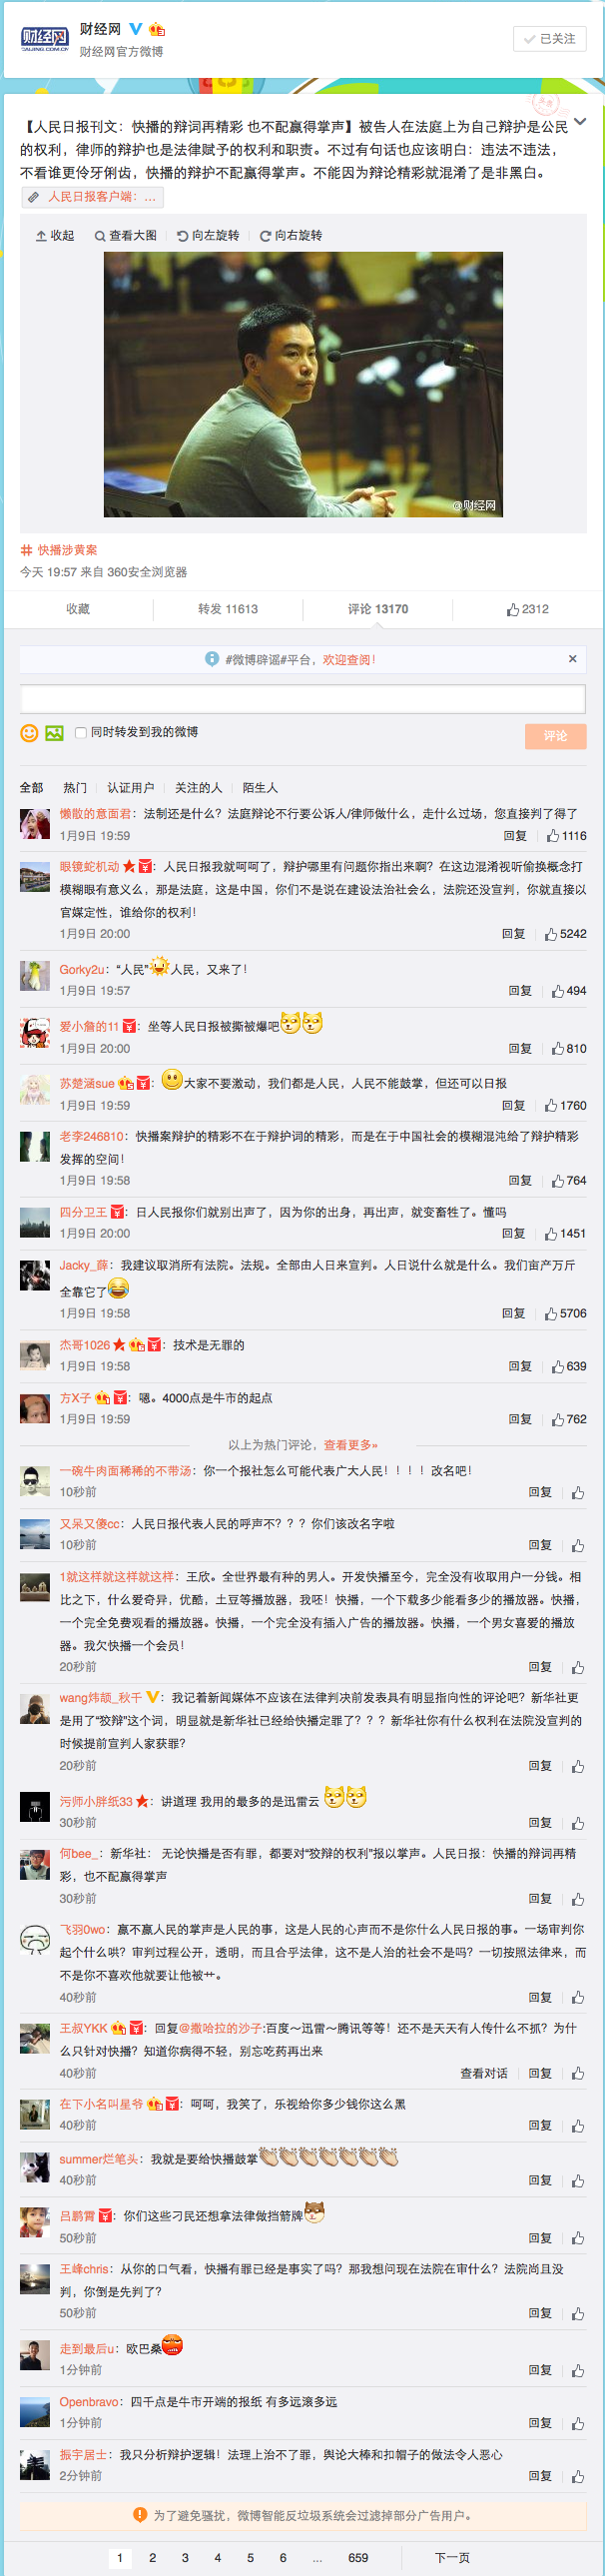 财经网
财经网
CAIJING.COM.CN
财经网官方微博
已关注
【人民日报刊文：快播的辩词再精彩 也不配赢得掌声】被告人在法庭上为自己辩护是公民
的权利，律师的辩护也是法律赋予的权利和职责。不过有句话也应该明白：违法不违法，
不看谁更伶牙俐齿，快播的辩护不配赢得掌声。不能因为辩论精彩就混淆了是非黑白。
人民日报客户端：...
收起 查看大图 向左旋转 向右旋转
@财经网
快播涉黄案
今天 19:57 来自 360安全浏览器
收藏 转发 11613 评论 13170 2312
#微博辟谣#平台，欢迎查阅！ ×
同时转发到我的微博 评论
全部 热门 认证用户 关注的人 陌生人
懒散的意面君：法制还是什么？法庭辩论不行要公诉人/律师做什么，走什么过场，您直接判了得了
1月9日 19:59 回复 1116
眼镜蛇机动：人民日报我就呵呵了，辩护哪里有问题你指出来啊？在这边混淆视听偷换概念打
模糊眼有意义么，那是法庭，这是中国，你们不是说在建设法治社会么，法院还没宣判，你就直接以
官媒定性，谁给你的权利！
1月9日 20:00 回复 5242
Gorky2u：“人民”人民，又来了！
1月9日 19:57 回复 494
爱小詹的11：坐等人民日报被撕被爆吧
1月9日 20:00 回复 810
苏楚涵sue：大家不要激动，我们都是人民，人民不能鼓掌，但还可以日报
1月9日 19:59 回复 1760
老李246810：快播案辩护的精彩不在于辩护词的精彩，而是在于中国社会的模糊混沌给了辩护精彩
发挥的空间！
1月9日 19:58 回复 764
四分卫王：日人民报你们就别出声了，因为你的出身，再出声，就变畜牲了。懂吗
1月9日 20:00 回复 1451
Jacky_薛：我建议取消所有法院。法规。全部由人日来宣判。人日说什么就是什么。我们亩产万斤
全靠它了
1月9日 19:58 回复 5706
杰哥1026：技术是无罪的
1月9日 19:58 回复 639
方X子：嗯。4000点是牛市的起点
1月9日 19:59 回复 762
以上为热门评论，查看更多»
一碗牛肉面稀稀的不带汤：你一个报社怎么可能代表广大人民！！！！改名吧！
10秒前 回复
又呆又傻cc：人民日报代表人民的呼声不？？？你们该改名字啦
10秒前 回复
1就这样就这样就这样：王欣。全世界最有种的男人。开发快播至今，完全没有收取用户一分钱。相
比之下，什么爱奇异，优酷，土豆等播放器，我呸！快播，一个下载多少能看多少的播放器。快播，
一个完全免费观看的播放器。快播，一个完全没有插入广告的播放器。快播，一个男女喜爱的播放
器。我欠快播一个会员！
20秒前 回复
wang炜颉_秋千：我记着新闻媒体不应该在法律判决前发表具有明显指向性的评论吧？新华社更
是用了“狡辩”这个词，明显就是新华社已经给快播定罪了？？？新华社你有什么权利在法院没宣判的
时候提前宣判人家获罪？
20秒前 回复
污师小胖纸33：讲道理 我用的最多的是迅雷云
30秒前 回复
何bee_：新华社： 无论快播是否有罪，都要对“狡辩的权利”报以掌声。人民日报：快播的辩词再精
彩，也不配赢得掌声
30秒前 回复
飞羽0wo：赢不赢人民的掌声是人民的事，这是人民的心声而不是你什么人民日报的事。一场审判你
起个什么哄？审判过程公开，透明，而且合乎法律，这不是人治的社会不是吗？一切按照法律来，而
不是你不喜欢他就要让他被艹。
40秒前 回复
王叔YKK：回复@撒哈拉的沙子:百度～迅雷～腾讯等等！还不是天天有人传什么不抓？为什
么只针对快播？知道你病得不轻，别忘吃药再出来
40秒前 查看对话 回复
在下小名叫星爷：呵呵，我笑了，乐视给你多少钱你这么黑
40秒前 回复
summer烂笔头：我就是要给快播鼓掌
40秒前 回复
吕鹏霄：你们这些刁民还想拿法律做挡箭牌
50秒前 回复
王峰chris：从你的口气看，快播有罪已经是事实了吗？那我想问现在法院在审什么？法院尚且没
判，你倒是先判了？
50秒前 回复
走到最后u：欧巴桑
1分钟前 回复
Openbravo：四千点是牛市开端的报纸 有多远滚多远
1分钟前 回复
振宇居士：我只分析辩护逻辑！法理上治不了罪，舆论大棒和扣帽子的做法令人恶心
2分钟前 回复
为了避免骚扰，微博智能反垃圾系统会过滤掉部分广告用户。
1 2 3 4 5 6 ... 659 下一页